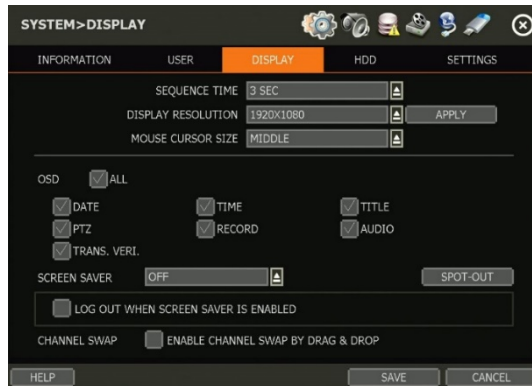 SYSTEM>DISPLAY
INFORMATION USER DISPLAY HDD SETTINGS
SEQUENCE TIME 3 SEC
DISPLAY RESOLUTION 1920X1080 APPLY
MOUSE CURSOR SIZE MIDDLE
OSD ALL
DATE TIME TITLE
PTZ RECORD AUDIO
TRANS. VERI.
SCREEN SAVER OFF SPOT-OUT
LOG OUT WHEN SCREEN SAVER IS ENABLED
CHANNEL SWAP ENABLE CHANNEL SWAP BY DRAG & DROP
HELP SAVE CANCEL